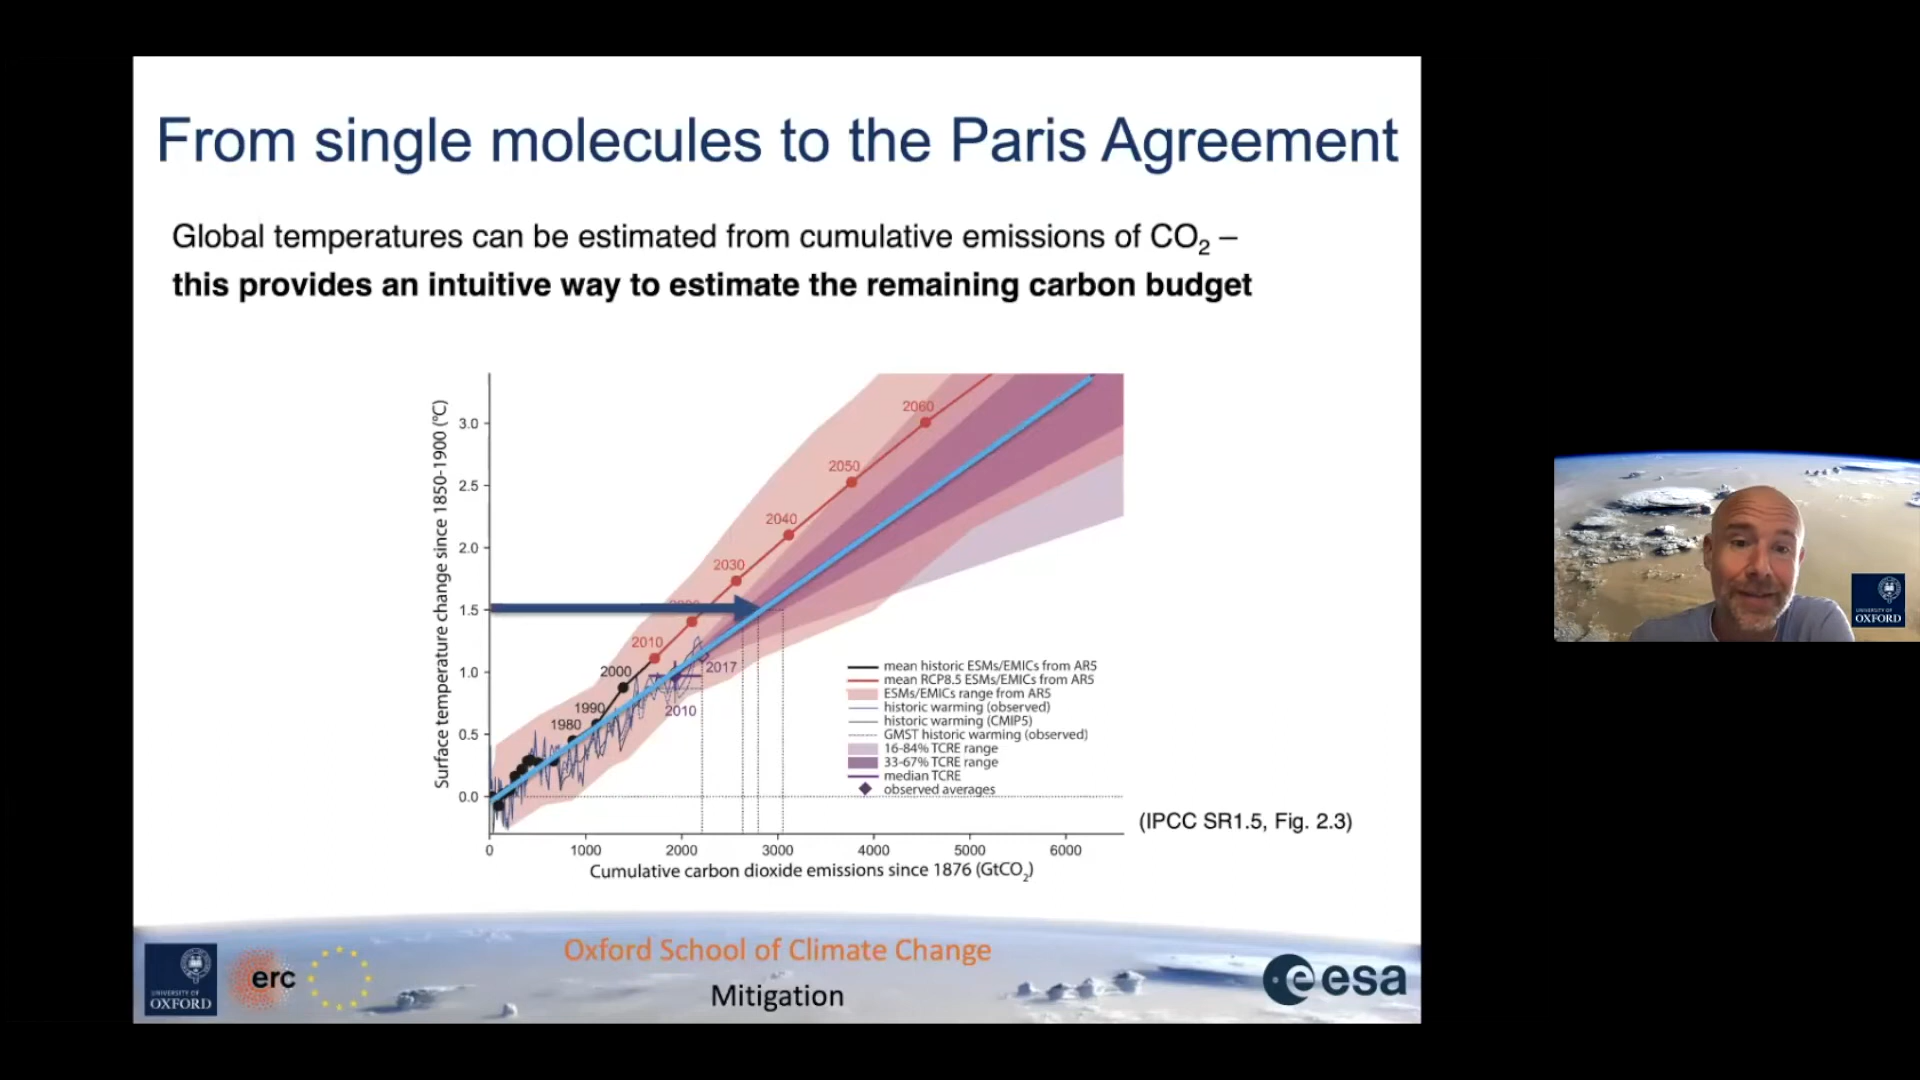 From single molecules to the Paris Agreement
Global temperatures can be estimated from cumulative emissions of CO₂ –
this provides an intuitive way to estimate the remaining carbon budget
Surface temperature change since 1850-1900 (°C)
3.0
2.5
2.0
1.5
1.0
0.5
0.0
2060
2050
2040
2030
2010
2000
1990
1980
2017
2010
mean historic ESMs/EMICs from AR5
mean RCP8.5 ESMs/EMICs from AR5
ESMs/EMICs range from AR5
historic warming (observed)
historic warming (CMIP5)
GMST historic warming (observed)
16-84% TCRE range
33-67% TCRE range
median TCRE
observed averages
0 1000 2000 3000 4000 5000 6000
Cumulative carbon dioxide emissions since 1876 (GtCO₂)
(IPCC SR1.5, Fig. 2.3)
UNIVERSITY OF
OXFORD
erc
Oxford School of Climate Change
Mitigation
esa
UNIVERSITY OF
OXFORD